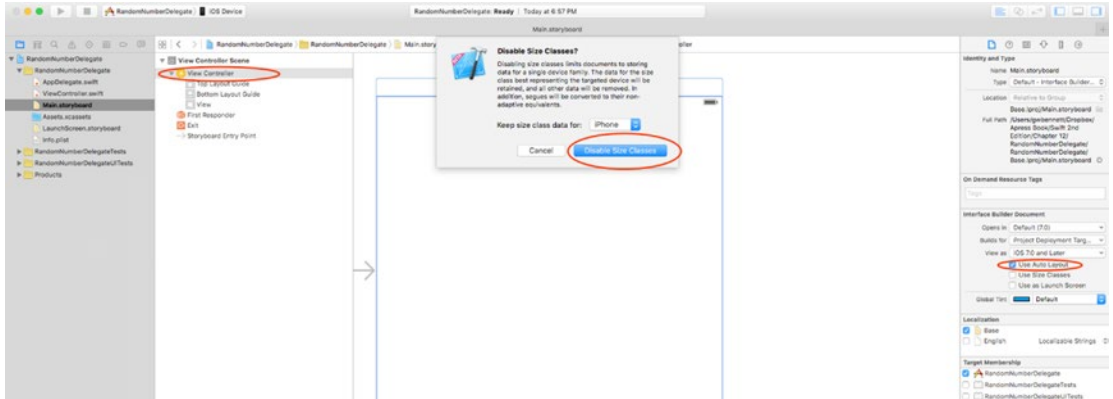 RandomNumberDelegate
iOS Device
RandomNumberDelegate: Ready | Today at 6:57 PM
Main.storyboard
RandomNumberDelegate
RandomNumberDelegate
AppDelegate.swift
ViewController.swift
Main.storyboard
Assets.xcassets
LaunchScreen.storyboard
Info.plist
RandomNumberDelegateTests
RandomNumberDelegateUITests
Products
RandomNumberDelegate
RandomNumberDelegate
Main.story
oller
View Controller Scene
View Controller
Top Layout Guide
Bottom Layout Guide
View
First Responder
Exit
Storyboard Entry Point
Disable Size Classes?
Disabling size classes limits documents to storing
data for a single device family. The data for the size
class best representing the targeted device will be
retained, and all other data will be removed. In
addition, segues will be converted to their non-
adaptive equivalents.
Keep size class data for: iPhone
Cancel
Disable Size Classes
Identity and Type
Name Main.storyboard
Type Default - Interface Builder...
Location Relative to Group
Base.lproj/Main.storyboard
Full Path /Users/gwbennett/Dropbox/
Apress Book/Swift 2nd
Edition/Chapter 12/
RandomNumberDelegate/
RandomNumberDelegate/
Base.lproj/Main.storyboard
On Demand Resource Tags
Tags
Interface Builder Document
Opens in Default (7.0)
Builds for Project Deployment Targ...
View as iOS 7.0 and Later
Use Auto Layout
Use Size Classes
Use as Launch Screen
Global Tint Default
Localization
Base
English Localizable Strings
Target Membership
RandomNumberDelegate
RandomNumberDelegateTests
RandomNumberDelegateUITests